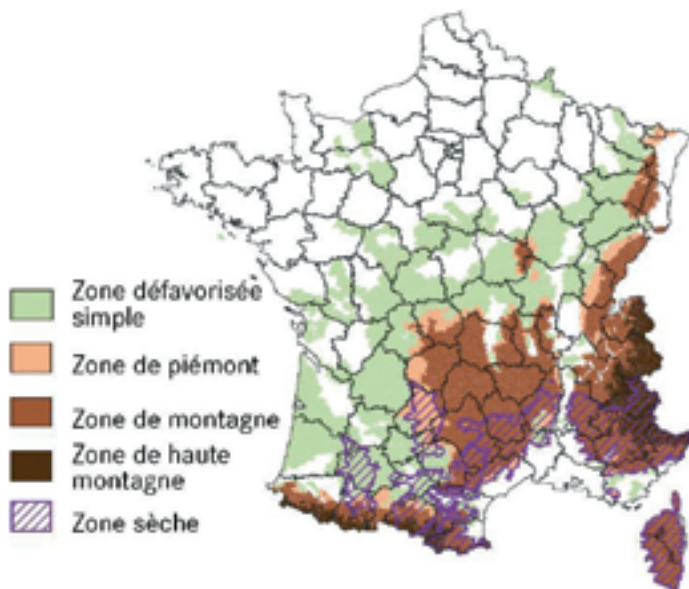 Zone défavorisée
simple
Zone de piémont
Zone de montagne
Zone de haute
montagne
Zone sèche